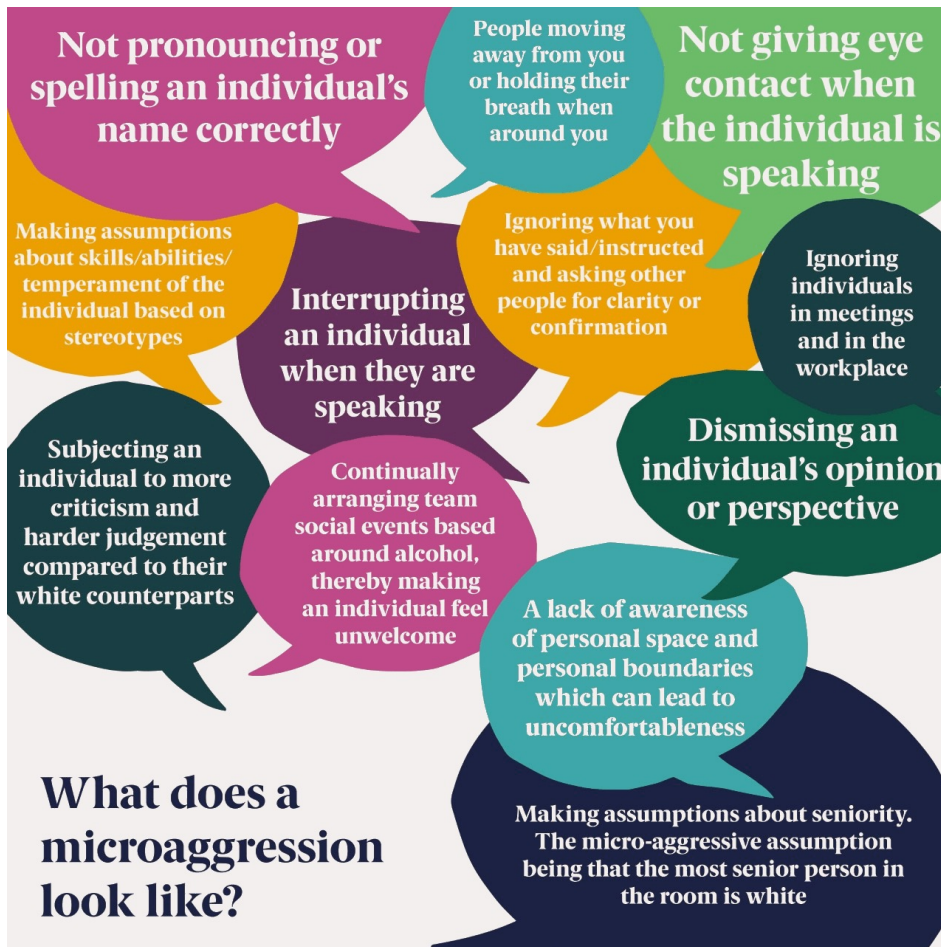 Not pronouncing or
spelling an individual's
name correctly
People moving
away from you
or holding their
breath when
around you
Not giving eye
contact when
the individual is
speaking
Making assumptions
about skills/abilities/
temperament of the
individual based on
stereotypes
Interrupting
an individual
when they are
speaking
Ignoring what you
have said/instructed
and asking other
people for clarity or
confirmation
Ignoring
individuals
in meetings
and in the
workplace
Subjecting an
individual to more
criticism and
harder judgement
compared to their
white counterparts
Continually
arranging team
social events based
around alcohol,
thereby making
an individual feel
unwelcome
Dismissing an
individual's opinion
or perspective
A lack of awareness
of personal space and
personal boundaries
which can lead to
uncomfortableness
What does a
microaggression
look like?
Making assumptions about seniority.
The micro-aggressive assumption
being that the most senior person in
the room is white